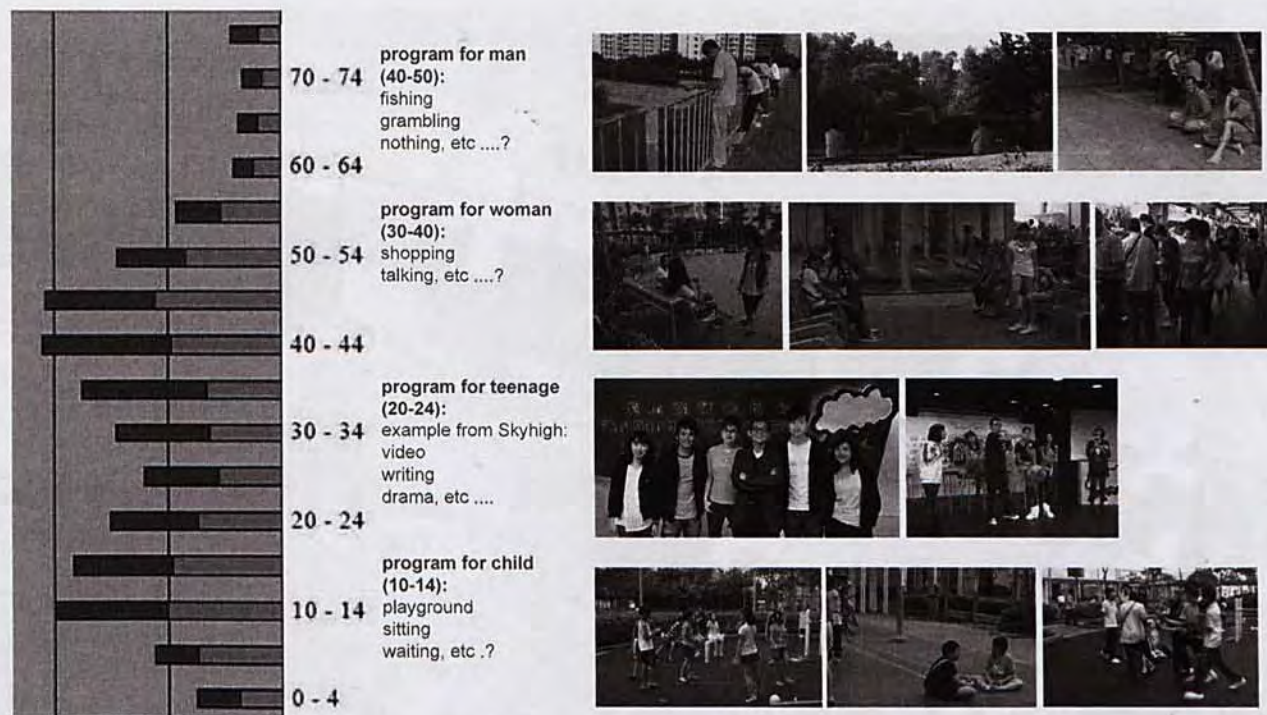 70 - 74
60 - 64
50 - 54
40 - 44
30 - 34
20 - 24
10 - 14
0 - 4
program for man
(40-50):
fishing
grambling
nothing, etc ....?
program for woman
(30-40):
shopping
talking, etc ....?
program for teenage
(20-24):
example from Skyhigh:
video
writing
drama, etc ....
program for child
(10-14):
playground
sitting
waiting, etc .?